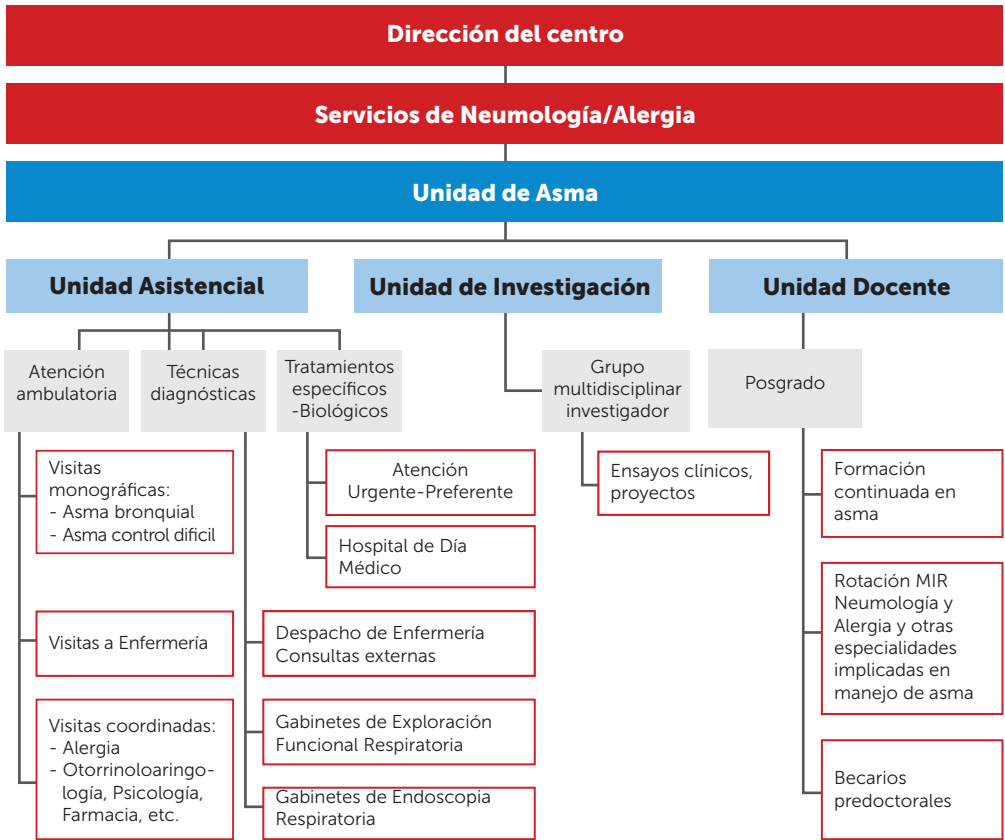 Dirección del centro
Servicios de Neumología/Alergia
Unidad de Asma
Unidad Asistencial
Unidad de Investigación
Unidad Docente
Atención
ambulatoria
Técnicas
diagnósticas
Tratamientos
específicos
-Biológicos
Grupo
multidisciplinar
investigador
Posgrado
Visitas
monográficas:
- Asma bronquial
- Asma control dificil
Visitas a Enfermería
Visitas coordinadas:
- Alergia
- Otorrinoloaringo-
logía, Psicología,
Farmacia, etc.
Atención
Urgente-Preferente
Hospital de Día
Médico
Despacho de Enfermería
Consultas externas
Gabinetes de Exploración
Funcional Respiratoria
Gabinetes de Endoscopia
Respiratoria
Ensayos clínicos,
proyectos
Formación
continuada en
asma
Rotación MIR
Neumología y
Alergia y otras
especialidades
implicadas en
manejo de asma
Becarios
predoctorales